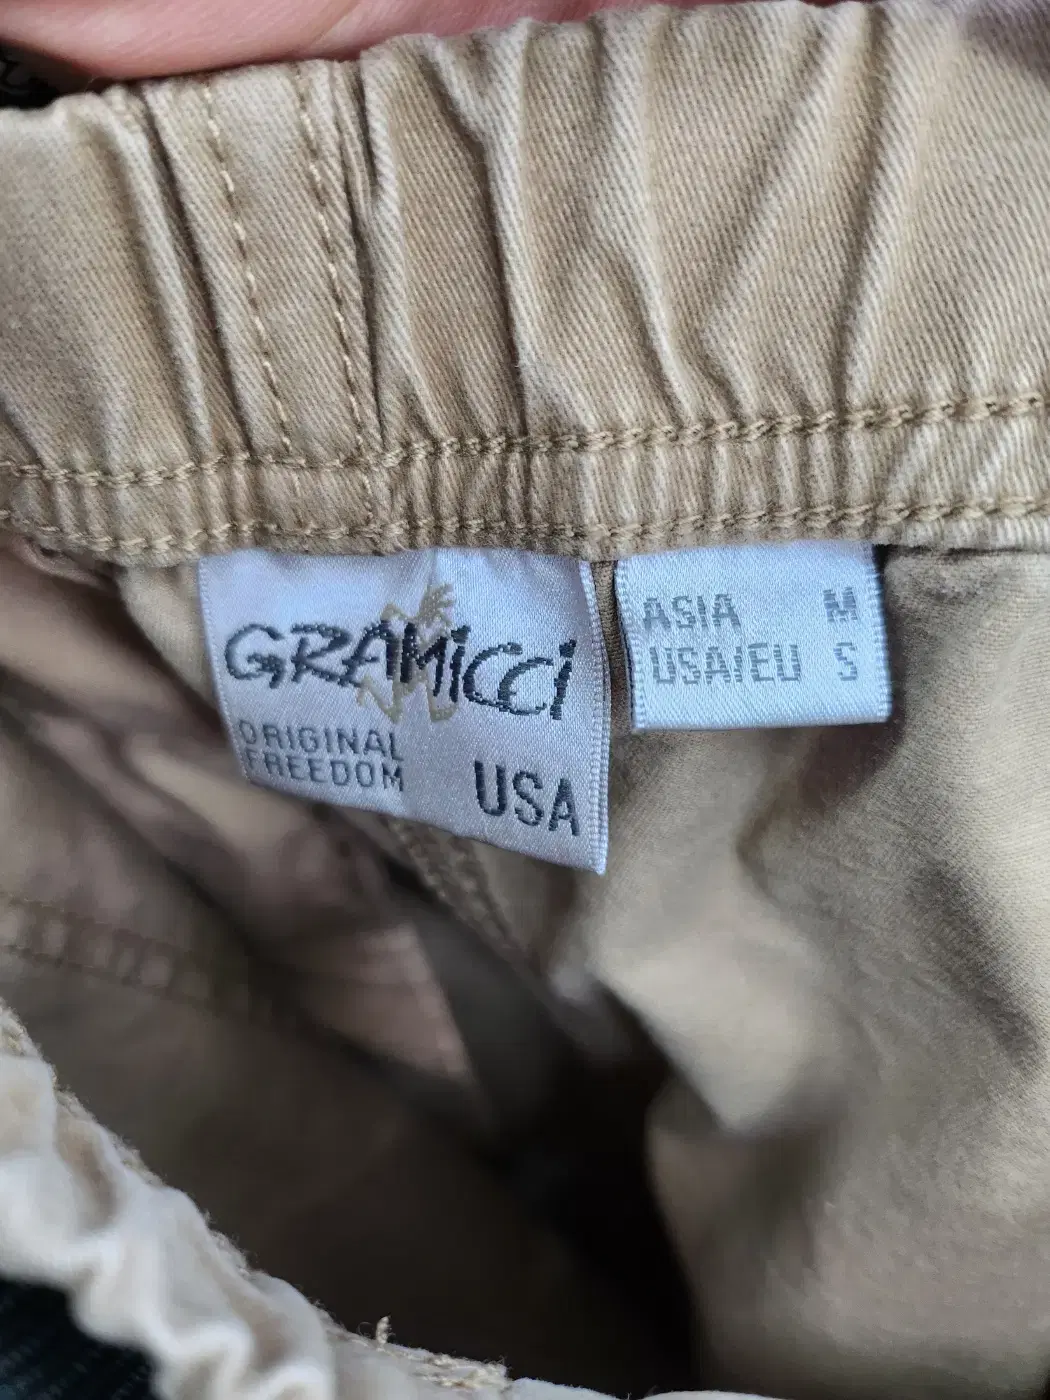 GRAMiCCi
ORIGINAL
FREEDOM
USA
ASIA M
USA/EU S